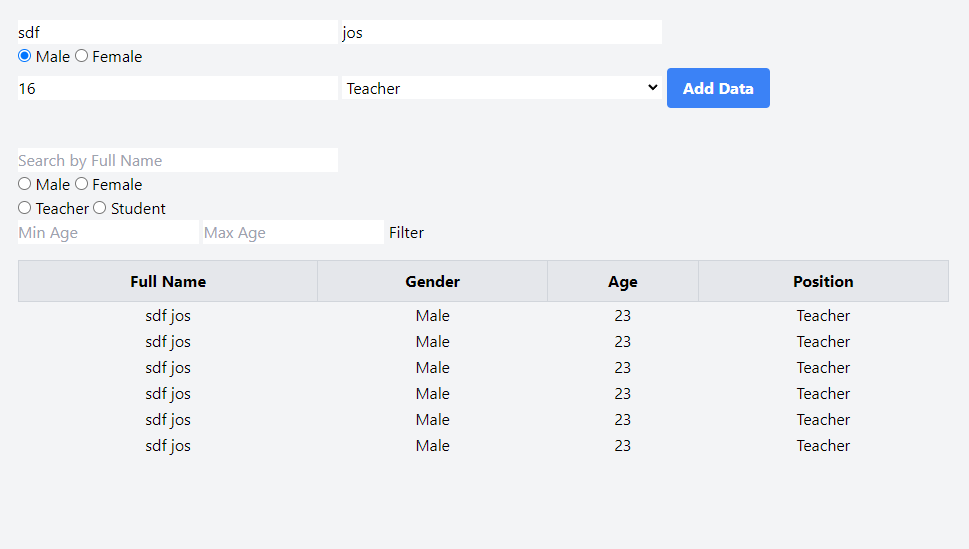 sdf jos
Male Female
16 Teacher Add Data
Search by Full Name
Male Female
Teacher Student
Min Age Max Age Filter
Full Name Gender Age Position
sdf jos Male 23 Teacher
sdf jos Male 23 Teacher
sdf jos Male 23 Teacher
sdf jos Male 23 Teacher
sdf jos Male 23 Teacher
sdf jos Male 23 Teacher